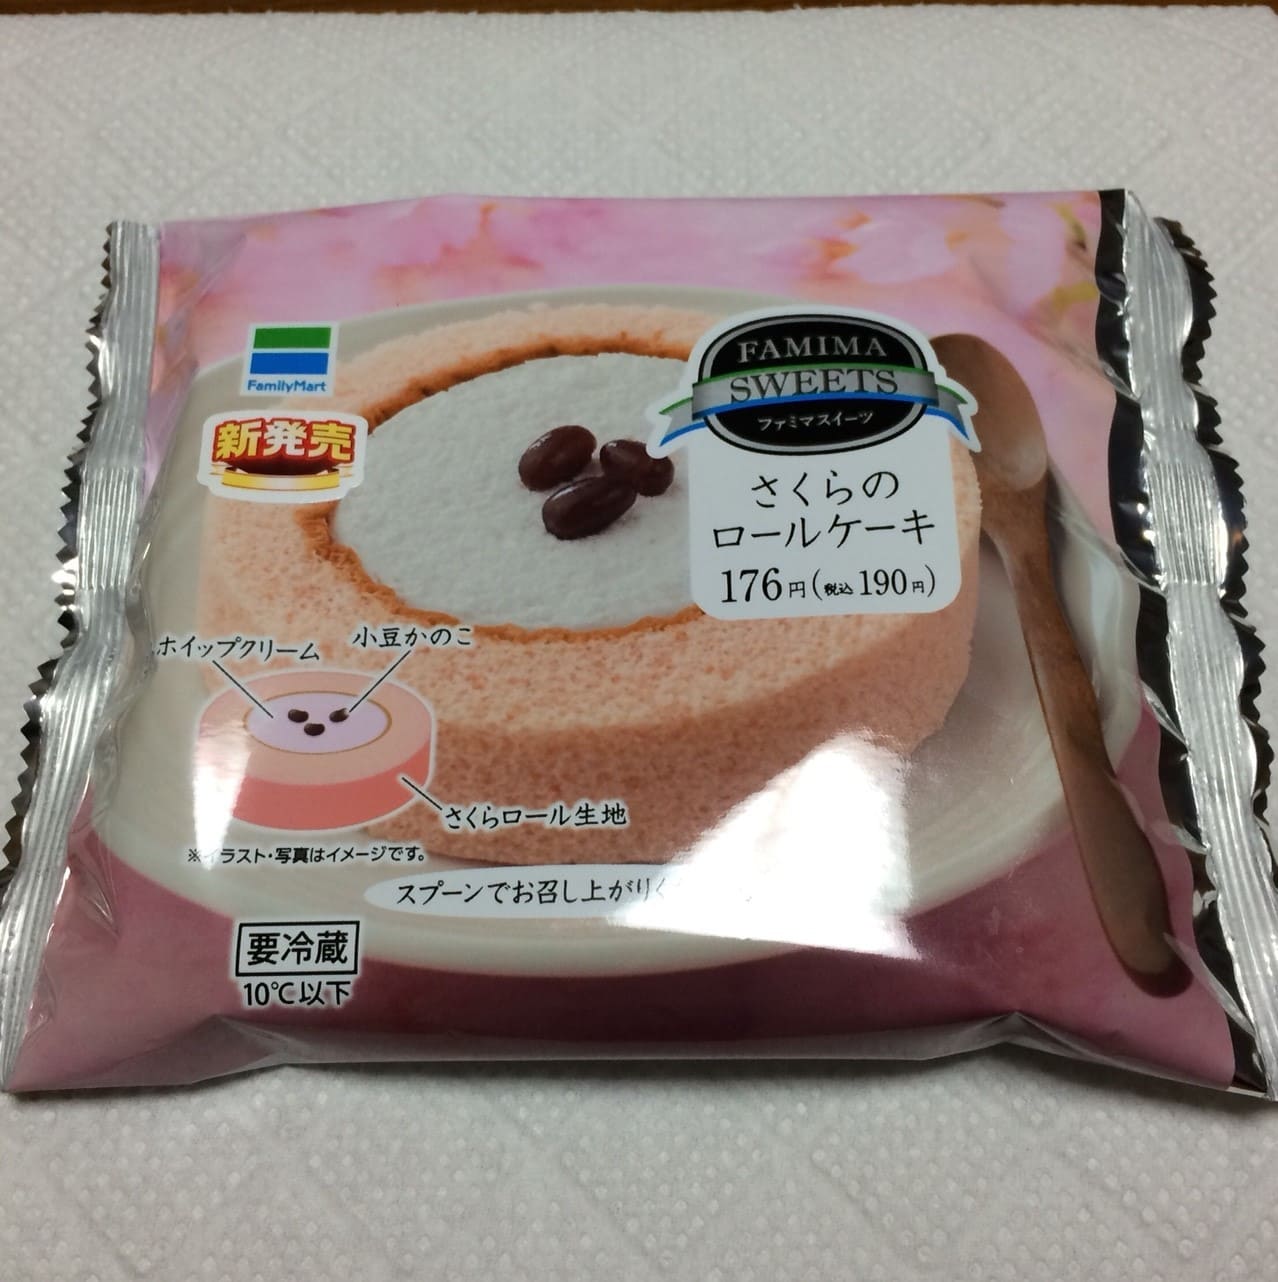 FamilyMart
新発売
FAMIMA
SWEETS
ファミマスイーツ
さくらの
ロールケーキ
176円(税込190円)
ホイップクリーム
小豆かのこ
さくらロール生地
※イラスト・写真はイメージです。
スプーンでお召し上がり
要冷蔵
10℃以下